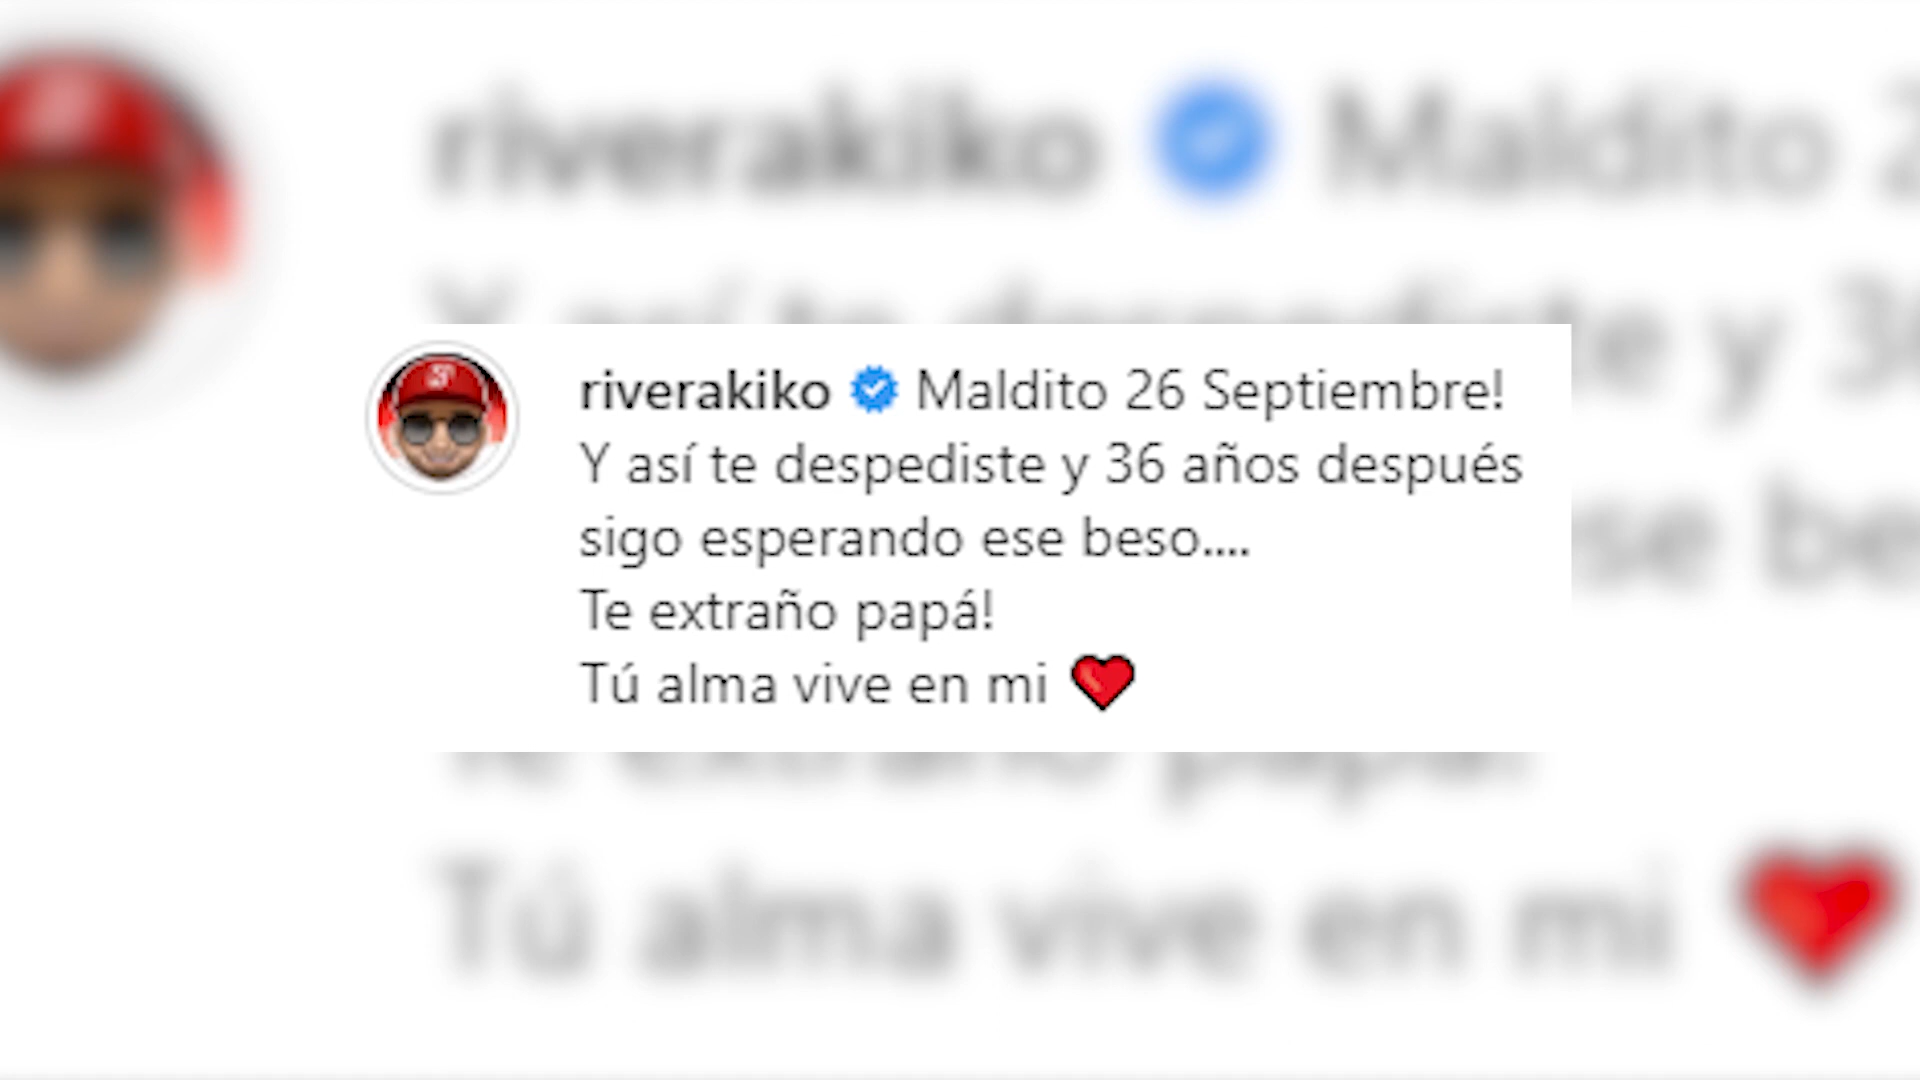 riverakiko Maldito 26 Septiembre!
Y así te despediste y 36 años después
sigo esperando ese beso....
Te extraño papá!
Tú alma vive en mi